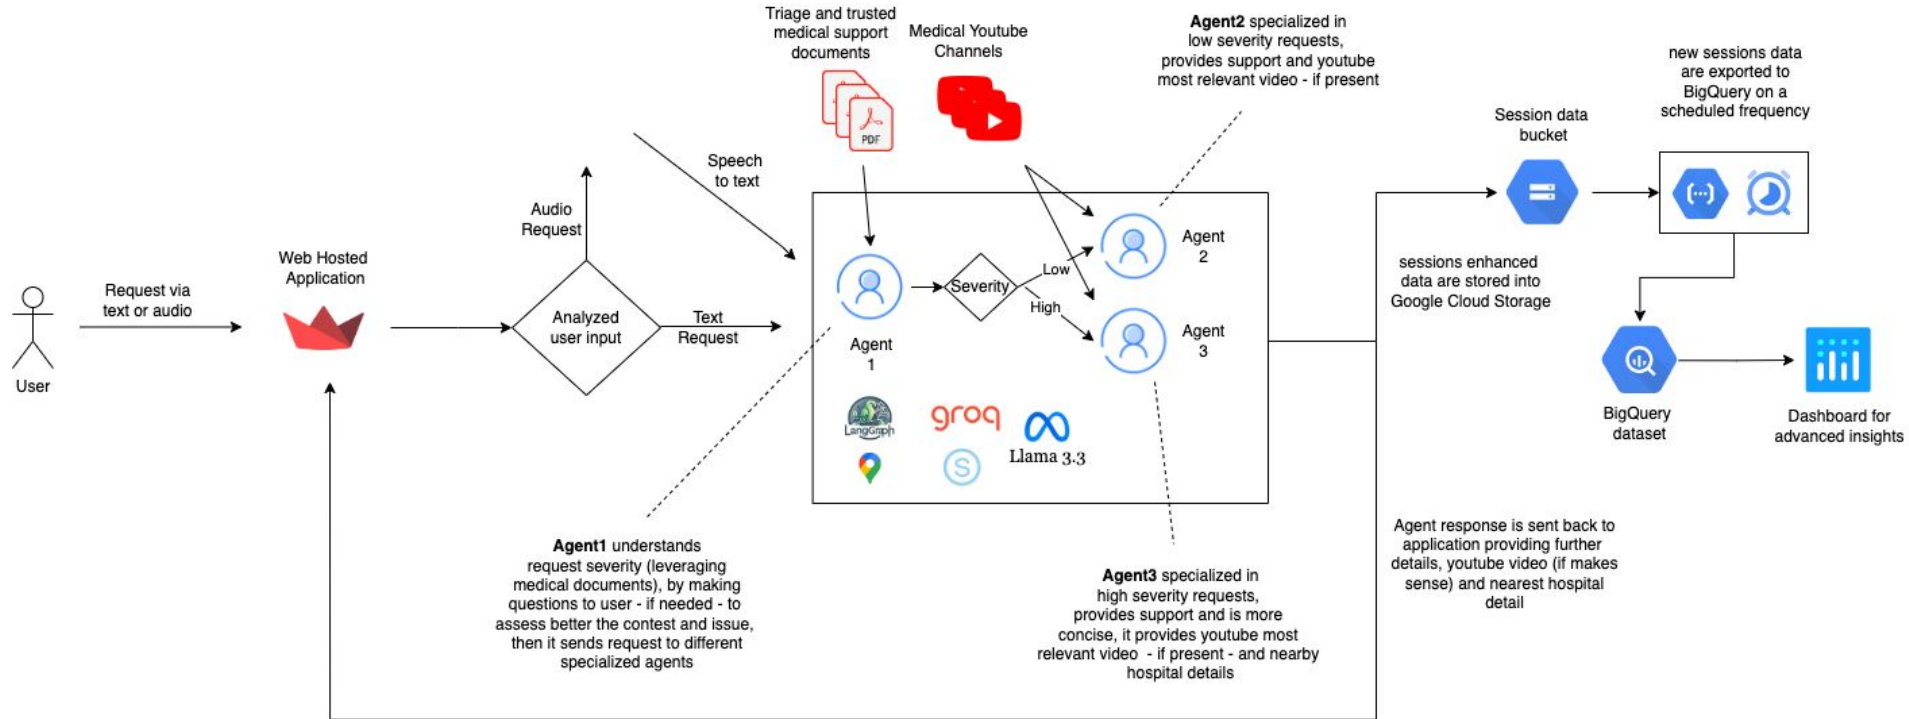 Triage and trusted
medical support
documents
PDF
Medical Youtube
Channels
Agent2 specialized in
low severity requests,
provides support and youtube
most relevant video - if present
new sessions data
are exported to
BigQuery on a
scheduled frequency
Session data
bucket
Speech
to text
Audio
Request
Web Hosted
Application
Request via
text or audio
User
Analyzed
user input
Text
Request
Agent
1
Severity
Low
High
Agent
2
Agent
3
LangGraph
groq
S
Llama 3.3
sessions enhanced
data are stored into
Google Cloud Storage
BigQuery
dataset
Dashboard for
advanced insights
Agent1 understands
request severity (leveraging
medical documents), by making
questions to user - if needed - to
assess better the contest and issue,
then it sends request to different
specialized agents
Agent3 specialized in
high severity requests,
provides support and is more
concise, it provides youtube most
relevant video - if present - and nearby
hospital details
Agent response is sent back to
application providing further
details, youtube video (if makes
sense) and nearest hospital
detail